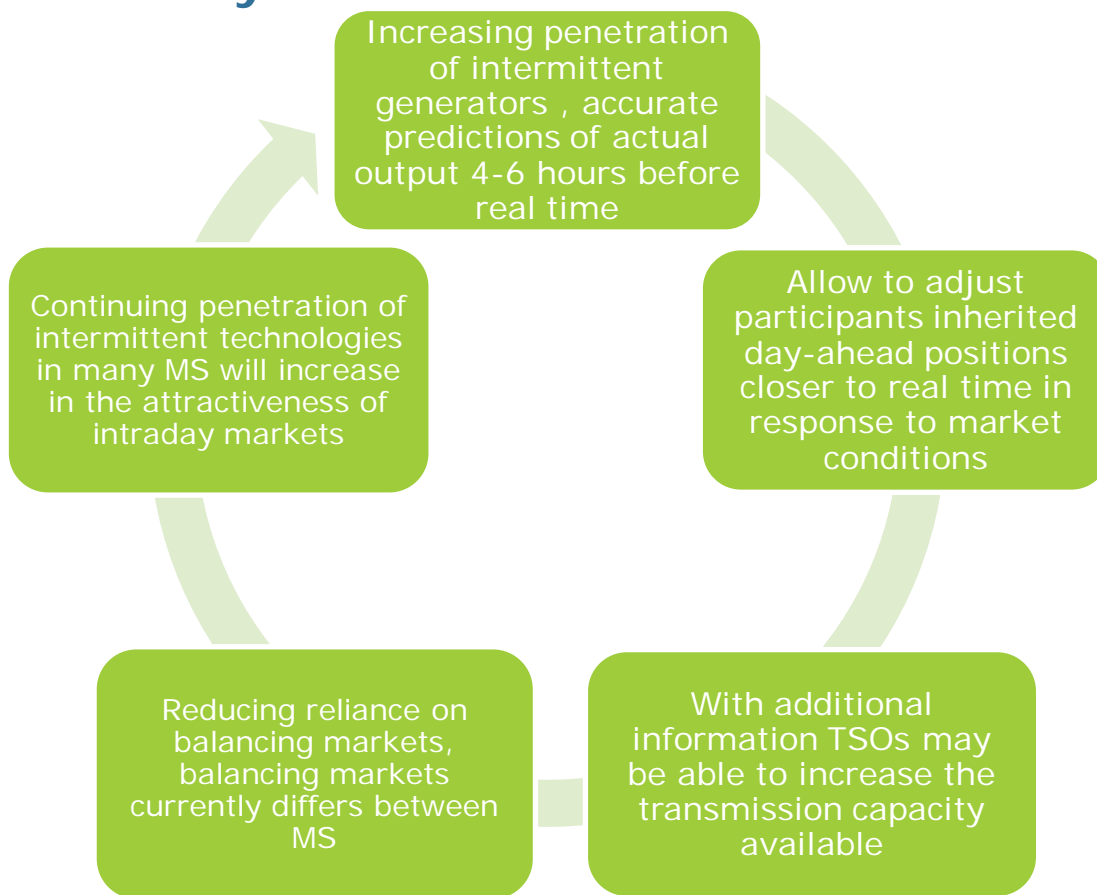 Increasing penetration
of intermittent
generators , accurate
predictions of actual
output 4-6 hours before
real time
Allow to adjust
participants inherited
day-ahead positions
closer to real time in
response to market
conditions
With additional
information TSOs may
be able to increase the
transmission capacity
available
Reducing reliance on
balancing markets,
balancing markets
currently differs between
MS
Continuing penetration of
intermittent technologies
in many MS will increase
in the attractiveness of
intraday markets